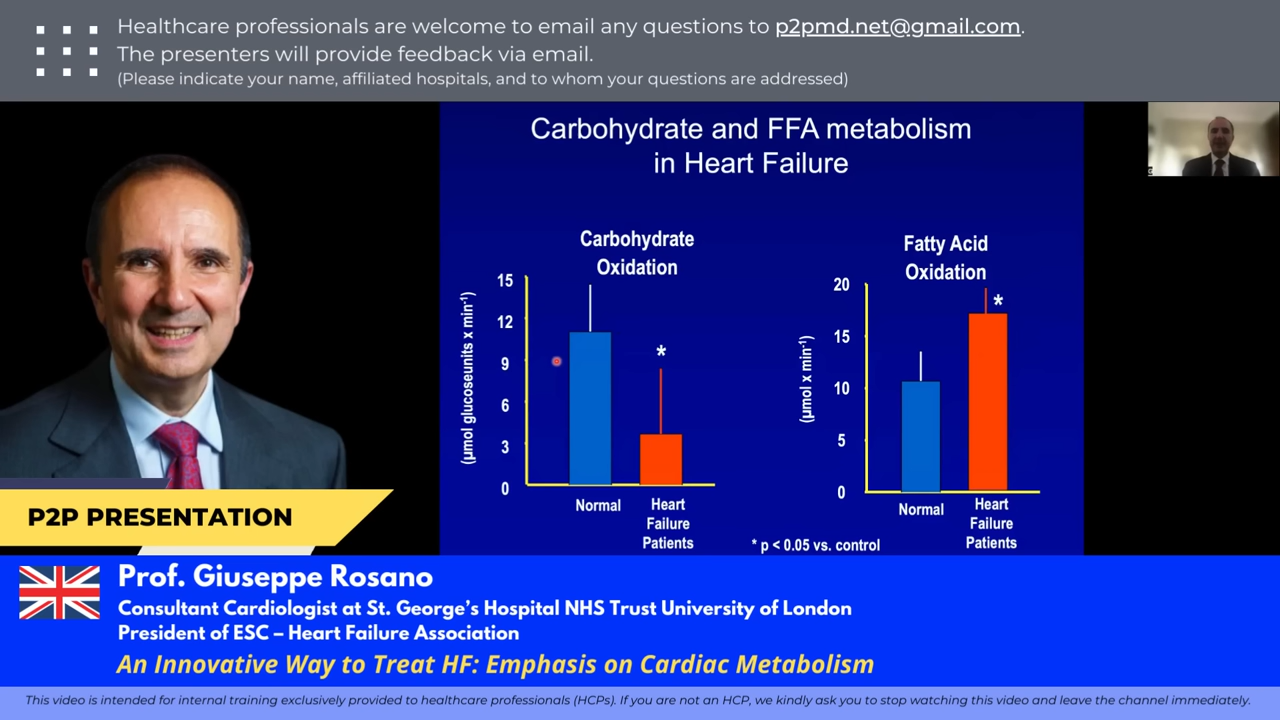 Healthcare professionals are welcome to email any questions to p2pmd.net@gmail.com.
The presenters will provide feedback via email.
(Please indicate your name, affiliated hospitals, and to whom your questions are addressed)
Carbohydrate and FFA metabolism
in Heart Failure
Carbohydrate
Oxidation
(µmol glucoseunits x min⁻¹)
15
12
9
6
3
0
*
Normal
Heart
Failure
Patients
Fatty Acid
Oxidation
(µmol x min⁻¹)
20
15
10
5
0
*
Normal
Heart
Failure
Patients
* p < 0.05 vs. control
P2P PRESENTATION
Prof. Giuseppe Rosano
Consultant Cardiologist at St. George’s Hospital NHS Trust University of London
President of ESC – Heart Failure Association
An Innovative Way to Treat HF: Emphasis on Cardiac Metabolism
This video is intended for internal training exclusively provided to healthcare professionals (HCPs). If you are not an HCP, we kindly ask you to stop watching this video and leave the channel immediately.